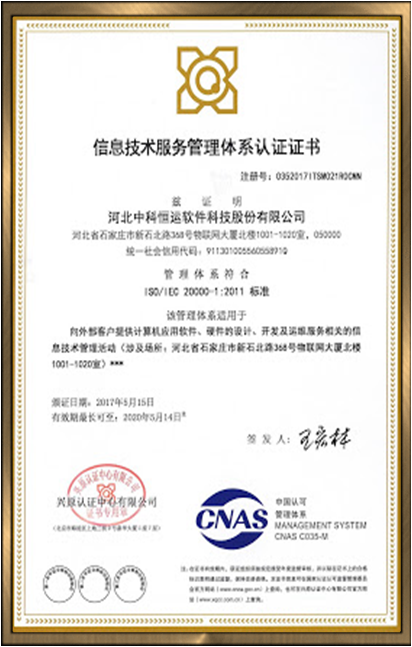 信息技术服务管理体系认证证书
注册号：0352017ITSM021R0CMN
兹 证 明
河北中科恒运软件科技股份有限公司
河北省石家庄市新石北路368号物联网大厦北楼1001-1020室，050000
统一社会信用代码：91130100556055891Q
管理体系符合
ISO/IEC 20000-1:2011 标准
该管理体系适用于
向外部客户提供计算机应用软件、硬件的设计、开发及运维服务相关的信
息技术管理活动（涉及场所：河北省石家庄市新石北路368号物联网大厦北楼
1001-1020室）***
颁证日期：2017年5月15日
有效期最长可至：2020年5月14日
签 发 人：
兴原认证中心有限公司
证书专用章
CNAS
中国认可
管理体系
MANAGEMENT SYSTEM
CNAS C035-M